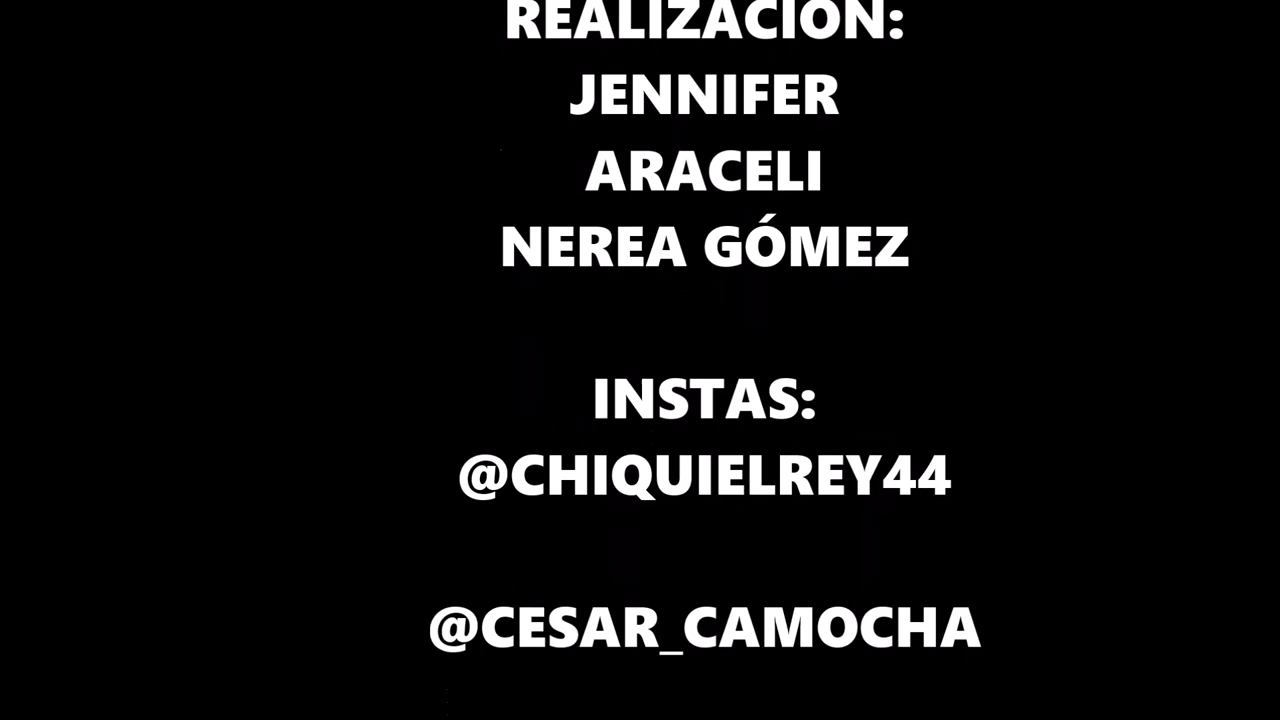 REALIZACIÓN:
JENNIFER
ARACELI
NEREA GÓMEZ
INSTAS:
@CHIQUIELREY44
@CESAR_CAMOCHA